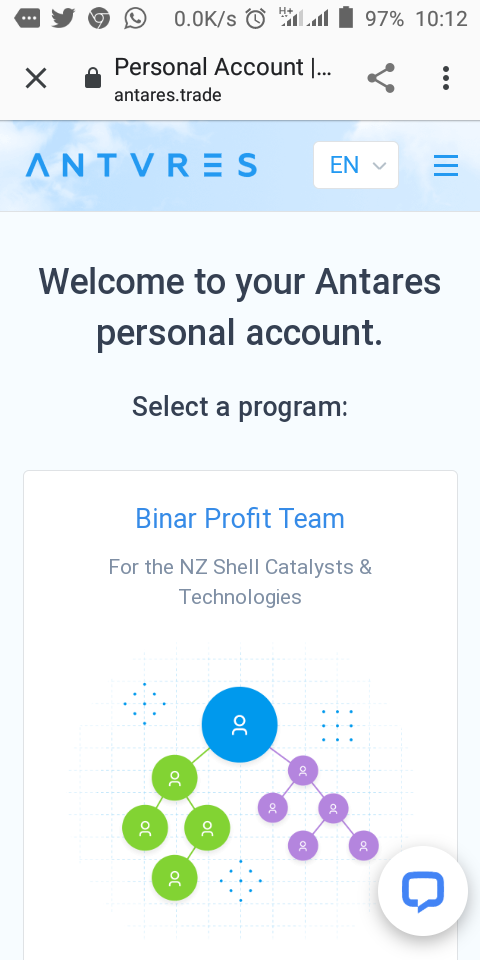 0.0K/s H+ 97% 10:12
Personal Account |...
antares.trade
ANTARES EN
Welcome to your Antares
personal account.
Select a program:
Binar Profit Team
For the NZ Shell Catalysts &
Technologies